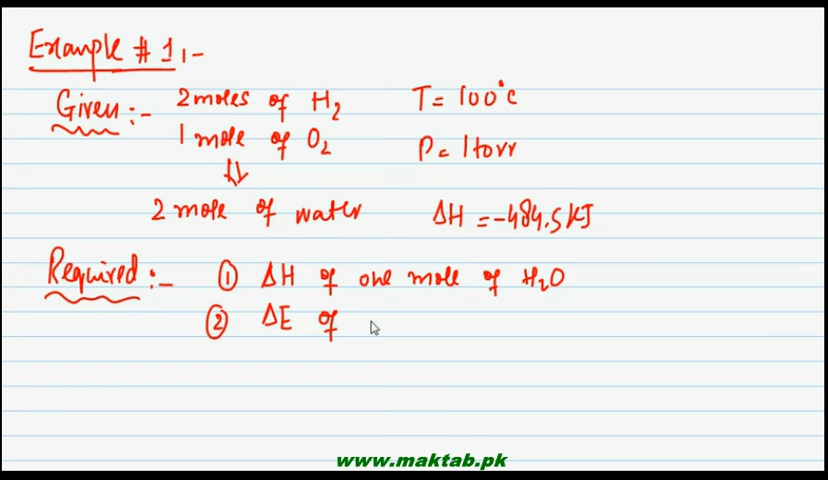 Example # 1,-
Given :- 2 moles of H₂ T = 100°C
1 mole of O₂ P = 1 torr
⇓
2 mole of water ΔH = -484.5 KJ
Required :- ① ΔH of one mole of H₂O
② ΔE of
www.maktab.pk